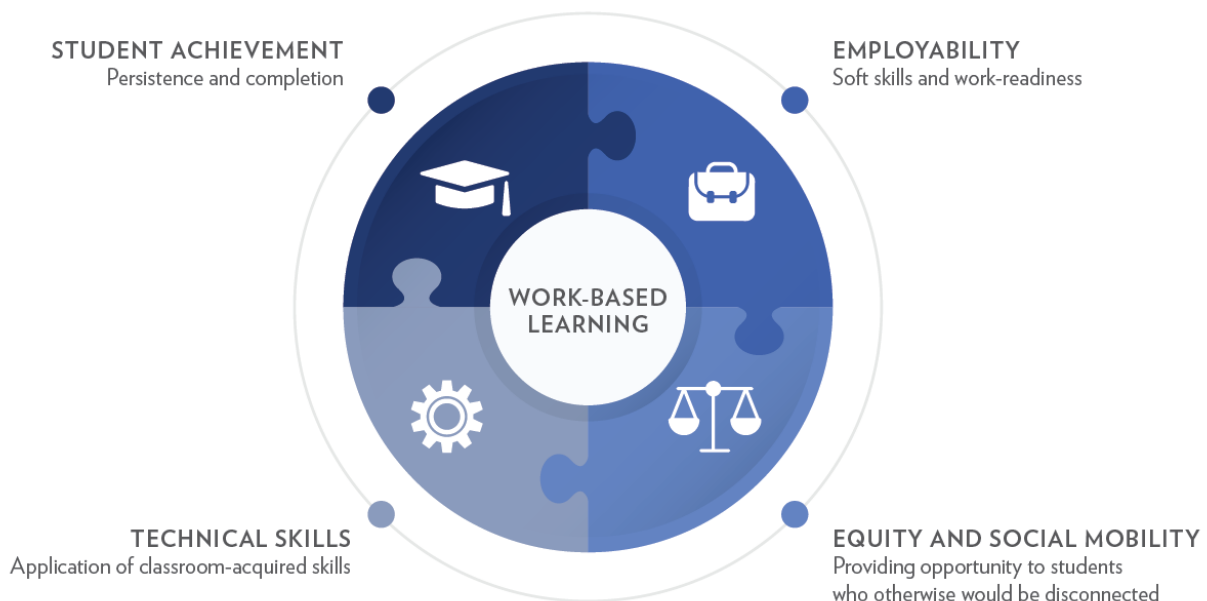 STUDENT ACHIEVEMENT
Persistence and completion
EMPLOYABILITY
Soft skills and work-readiness
WORK-BASED
LEARNING
TECHNICAL SKILLS
Application of classroom-acquired skills
EQUITY AND SOCIAL MOBILITY
Providing opportunity to students
who otherwise would be disconnected